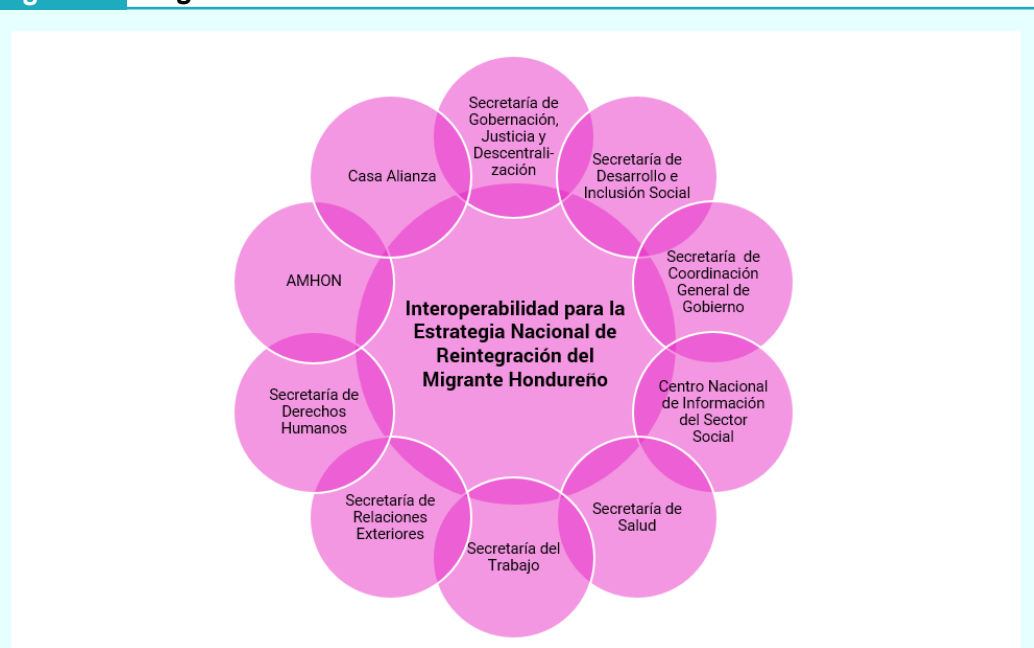 Secretaría de
Gobernación,
Justicia y
Descentrali-
zación
Secretaría de
Desarrollo e
Inclusión Social
Secretaría de
Coordinación
General de
Gobierno
Centro Nacional
de Información
del Sector
Social
Secretaría de
Salud
Secretaría del
Trabajo
Secretaría de
Relaciones
Exteriores
Secretaría de
Derechos
Humanos
AMHON
Casa Alianza
Interoperabilidad para la
Estrategia Nacional de
Reintegración del
Migrante Hondureño